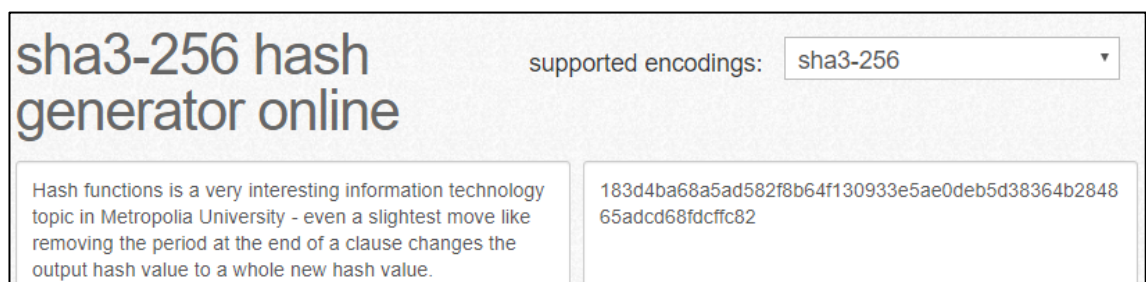 sha3-256 hash
generator online
supported encodings: sha3-256
Hash functions is a very interesting information technology
topic in Metropolia University - even a slightest move like
removing the period at the end of a clause changes the
output hash value to a whole new hash value.
183d4ba68a5ad582f8b64f130933e5ae0deb5d38364b2848
65adcd68fdcffc82